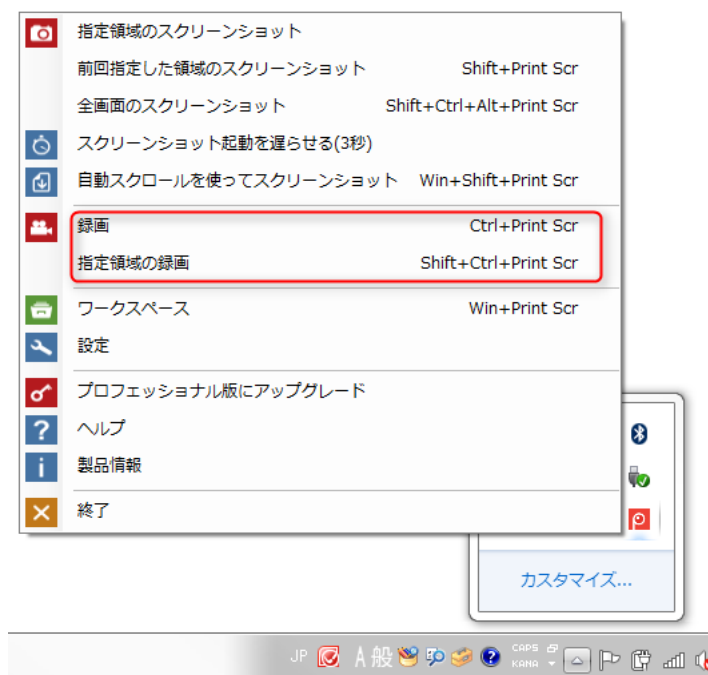 指定領域のスクリーンショット
前回指定した領域のスクリーンショット Shift+Print Scr
全画面のスクリーンショット Shift+Ctrl+Alt+Print Scr
スクリーンショット起動を遅らせる(3秒)
自動スクロールを使ってスクリーンショット Win+Shift+Print Scr
録画 Ctrl+Print Scr
指定領域の録画 Shift+Ctrl+Print Scr
ワークスペース Win+Print Scr
設定
プロフェッショナル版にアップグレード
ヘルプ
製品情報
終了
カスタマイズ...
JP A 般 CAPS
KANA